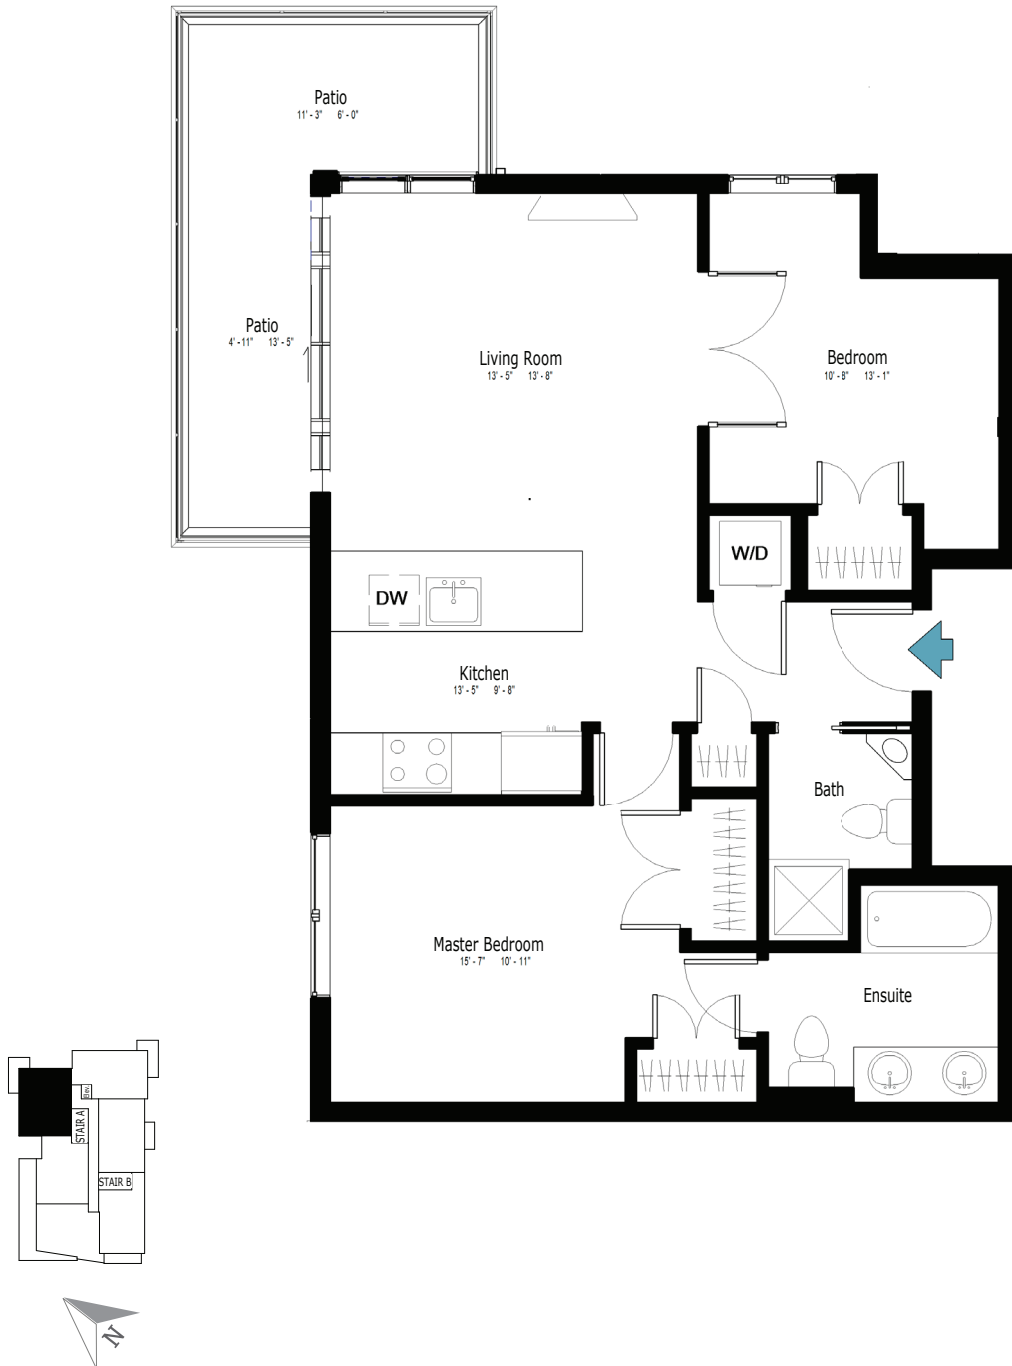 Patio
11' - 3" 6' - 0"
Patio
4' - 11" 13' - 5"
Living Room
13' - 5" 13' - 8"
Bedroom
10' - 8" 13' - 1"
W/D
DW
Kitchen
13' - 5" 9' - 8"
Bath
Master Bedroom
15' - 7" 10' - 11"
Ensuite
Elev.
STAIR A
STAIR B
N